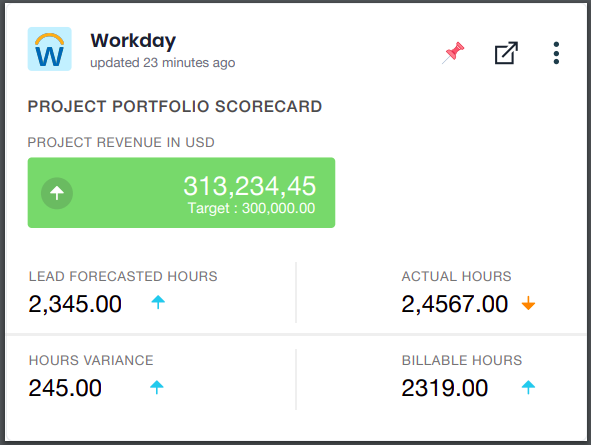 W
Workday
updated 23 minutes ago
PROJECT PORTFOLIO SCORECARD
PROJECT REVENUE IN USD
313,234,45
Target : 300,000.00
LEAD FORECASTED HOURS
2,345.00
ACTUAL HOURS
2,4567.00
HOURS VARIANCE
245.00
BILLABLE HOURS
2319.00